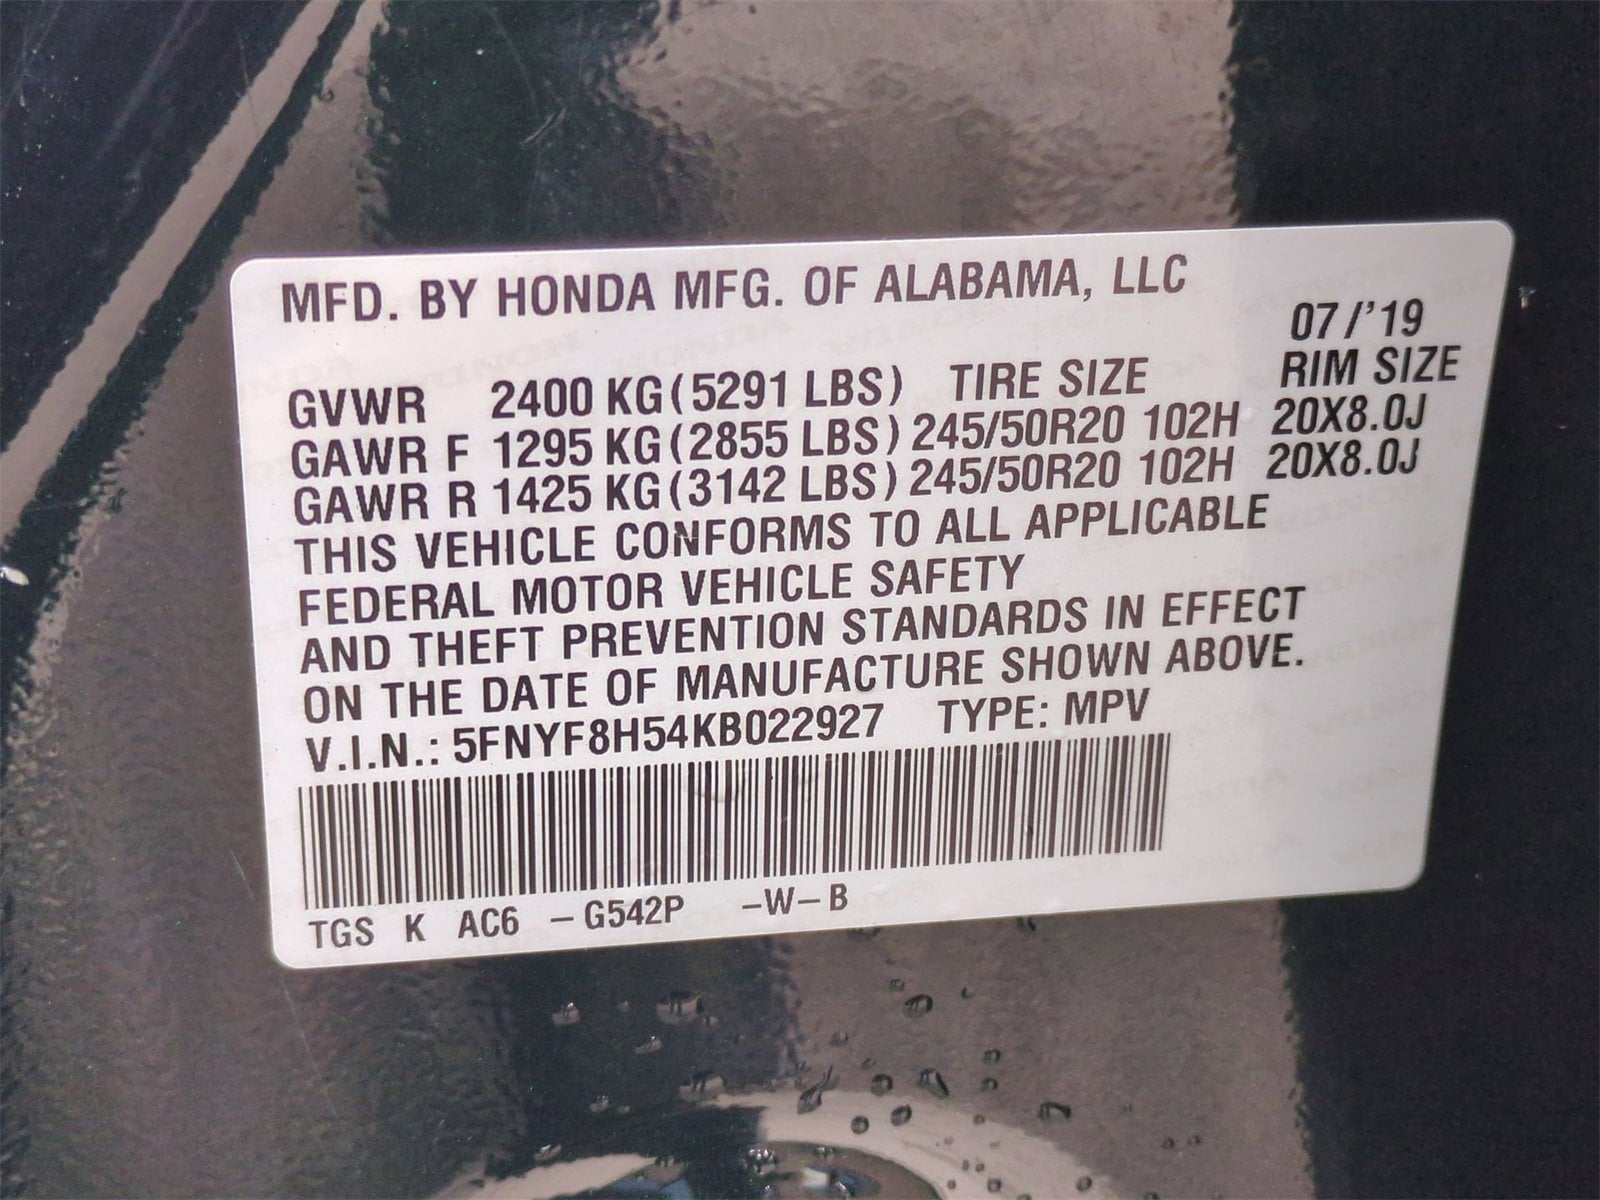 MFD. BY HONDA MFG. OF ALABAMA, LLC
07/'19
GVWR 2400 KG (5291 LBS) TIRE SIZE RIM SIZE
GAWR F 1295 KG (2855 LBS) 245/50R20 102H 20X8.0J
GAWR R 1425 KG (3142 LBS) 245/50R20 102H 20X8.0J
THIS VEHICLE CONFORMS TO ALL APPLICABLE
FEDERAL MOTOR VEHICLE SAFETY
AND THEFT PREVENTION STANDARDS IN EFFECT
ON THE DATE OF MANUFACTURE SHOWN ABOVE.
V.I.N.: 5FNYF8H54KB022927 TYPE: MPV
TGS K AC6 -G542P -W-B